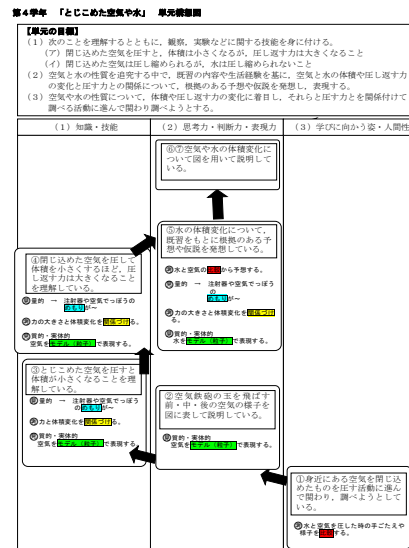 第４学年　「とじこめた空気や水」　単元構想図
【単元の目標】
（１）次のことを理解するとともに，観察，実験などに関する技能を身に付ける。
（ア）閉じ込めた空気を押すと，体積は小さくなるが，押し返す力は大きくなること
（イ）閉じ込めた空気は圧し縮められるが，水は圧し縮められないこと
（２）空気と水の性質を追究する中で，既習の内容や生活経験を基に，空気と水の体積や圧し返す力
の変化と圧す力との関係について，根拠のある予想や仮説を発想し，表現する。
（３）空気や水の性質について，体積や圧し返す力の変化に着目し，それらと圧す力とを関係付けて
調べる活動に進んで関わり調べようとする。
（１）知識・技能
（２）思考力・判断力・表現力
（３）学びに向かう姿・人間性
⑥⑦空気や水の体積変化に
ついて図を用いて説明して
いる。
⑤水の体積変化について，
既習をもとに根拠のある予
想や仮説を発想している。
水と空気の
から予想する。
量的　→　注射器や空気でっぽう
の
めもりが～
力の大きさと体積変化を関係づけ
る。
質的・実体的
水をモデル（粒子）で表現する。
④閉じ込めた空気を圧して
体積を小さくするほど，圧
し返す力は大きくなること
を理解している。
量的　→　注射器や空気でっぽう
のめもりが～
力の大きさと体積変化を関係づける。
質的・実体的
空気をモデル（粒子）で表現する。
③とじこめた空気を圧すと
体積が小さくなることを理
解している。
量的　→　注射器や空気でっぽう
のめもりが～
力と体積変化を関係づける。
質的・実体的
空気をモデル（粒子）で表現する。
②空気鉄砲の玉を飛ばす
前・中・後の空気の様子を
図に表して説明している。
質的・実体的
空気をモデル（粒子）で表現する。
①身近にある空気を閉じ込
めたものを圧す活動に進ん
で関わり，調べようとして
いる。
水と空気を圧した時の手ごたえや
様子を
する。